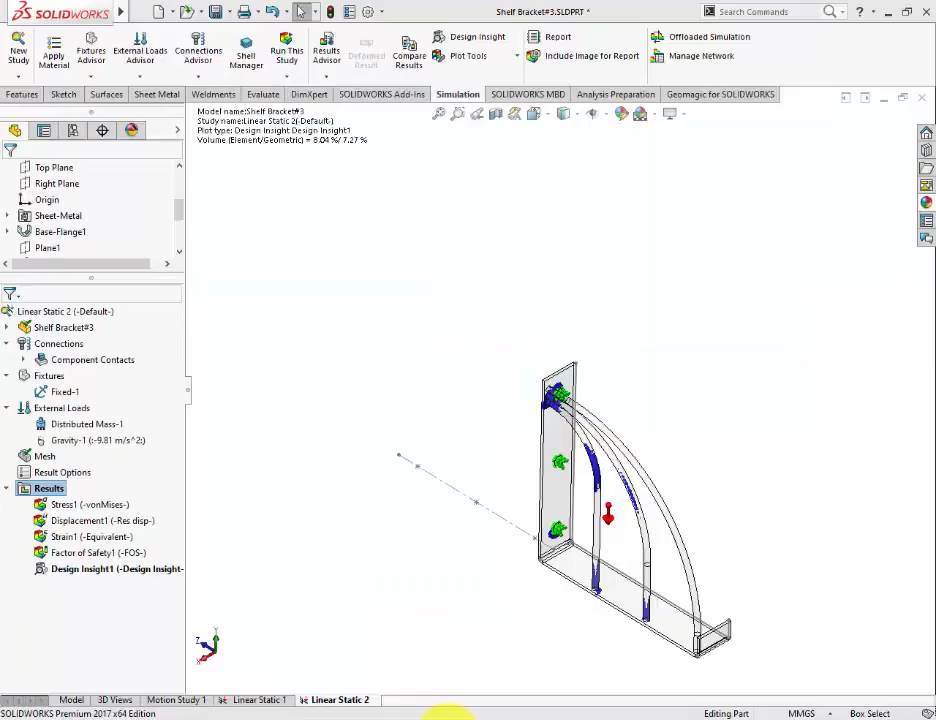 SOLIDWORKS
Shelf Bracket#3.SLDPRT *
Search Commands
?
New Study
Apply Material
Fixtures Advisor
External Loads Advisor
Connections Advisor
Shell Manager
Run This Study
Results Advisor
Deformed Result
Compare Results
Design Insight
Plot Tools
Report
Include Image for Report
Offloaded Simulation
Manage Network
Features
Sketch
Surfaces
Sheet Metal
Weldments
Evaluate
DimXpert
SOLIDWORKS Add-Ins
Simulation
SOLIDWORKS MBD
Analysis Preparation
Geomagic for SOLIDWORKS
Model name:Shelf Bracket#3
Study name:Linear Static 2(-Default-)
Plot type: Design Insight Design Insight1
Volume (Element/Geometric) = 8.04 %/ 7.27 %
Top Plane
Right Plane
Origin
Sheet-Metal
Base-Flange1
Plane1
Linear Static 2 (-Default-)
Shelf Bracket#3
Connections
Component Contacts
Fixtures
Fixed-1
External Loads
Distributed Mass-1
Gravity-1 (:-9.81 m/s^2:)
Mesh
Result Options
Results
Stress1 (-vonMises-)
Displacement1 (-Res disp-)
Strain1 (-Equivalent-)
Factor of Safety1 (-FOS-)
Design Insight1 (-Design Insight-
Y
Z
X
Model
3D Views
Motion Study 1
Linear Static 1
Linear Static 2
SOLIDWORKS Premium 2017 x64 Edition
Editing Part
MMGS
Box Select